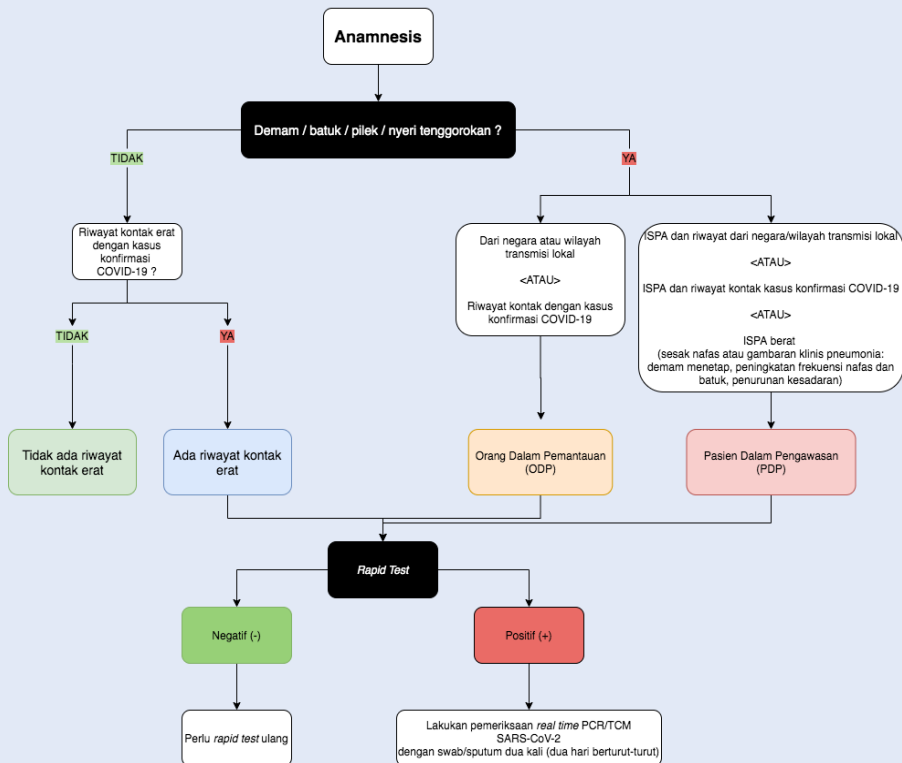 Anamnesis
Demam / batuk / pilek / nyeri tenggorokan ?
TIDAK
YA
Riwayat kontak erat
dengan kasus
konfirmasi
COVID-19 ?
Dari negara atau wilayah
transmisi lokal
<ATAU>
Riwayat kontak dengan kasus
konfirmasi COVID-19
ISPA dan riwayat dari negara/wilayah transmisi lokal
<ATAU>
ISPA dan riwayat kontak kasus konfirmasi COVID-19
<ATAU>
ISPA berat
(sesak nafas atau gambaran klinis pneumonia:
demam menetap, peningkatan frekuensi nafas dan
batuk, penurunan kesadaran)
TIDAK
YA
Tidak ada riwayat
kontak erat
Ada riwayat kontak
erat
Orang Dalam Pemantauan
(ODP)
Pasien Dalam Pengawasan
(PDP)
Rapid Test
Negatif (-)
Positif (+)
Perlu rapid test ulang
Lakukan pemeriksaan real time PCR/TCM
SARS-CoV-2
dengan swab/sputum dua kali (dua hari berturut-turut)